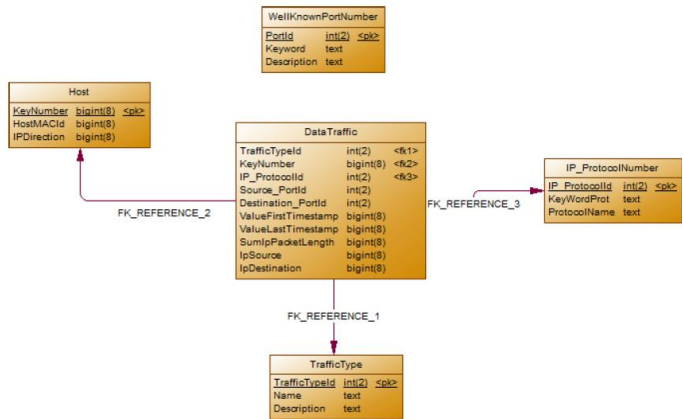 WellKnownPortNumber
PortId int(2) <pk>
Keyword text
Description text
Host
KeyNumber bigint(8) <pk>
HostMACId bigint(8)
IPDirection bigint(8)
DataTraffic
TrafficTypeId int(2) <fk1>
KeyNumber bigint(8) <fk2>
IP_ProtocolId int(2) <fk3>
Source_PortId int(2)
Destination_PortId int(2)
ValueFirstTimestamp bigint(8)
ValueLastTimestamp bigint(8)
SumIpPacketLength bigint(8)
IpSource bigint(8)
IpDestination bigint(8)
IP_ProtocolNumber
IP_ProtocolId int(2) <pk>
KeyWordProt text
ProtocolName text
FK_REFERENCE_2
FK_REFERENCE_3
FK_REFERENCE_1
TrafficType
TrafficTypeId int(2) <pk>
Name text
Description text